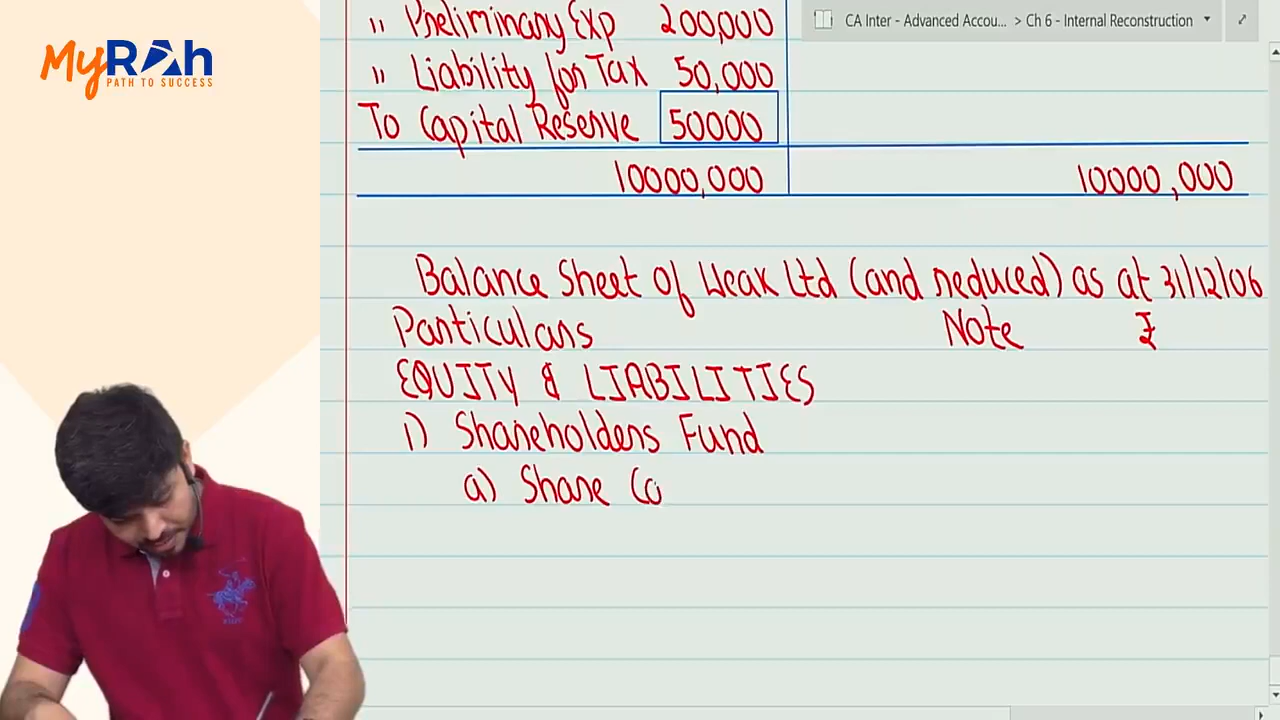 MyRAh
PATH TO SUCCESS
CA Inter - Advanced Accou... > Ch 6 - Internal Reconstruction
" Preliminary Exp 200,000
" Liability for Tax 50,000
To Capital Reserve 50000
10000,000 10000,000
Balance Sheet of Weak Ltd (and reduced) as at 31/12/06
Particulars Note ₹
EQUITY & LIABILITIES
1) Shareholders Fund
a) Share Ca